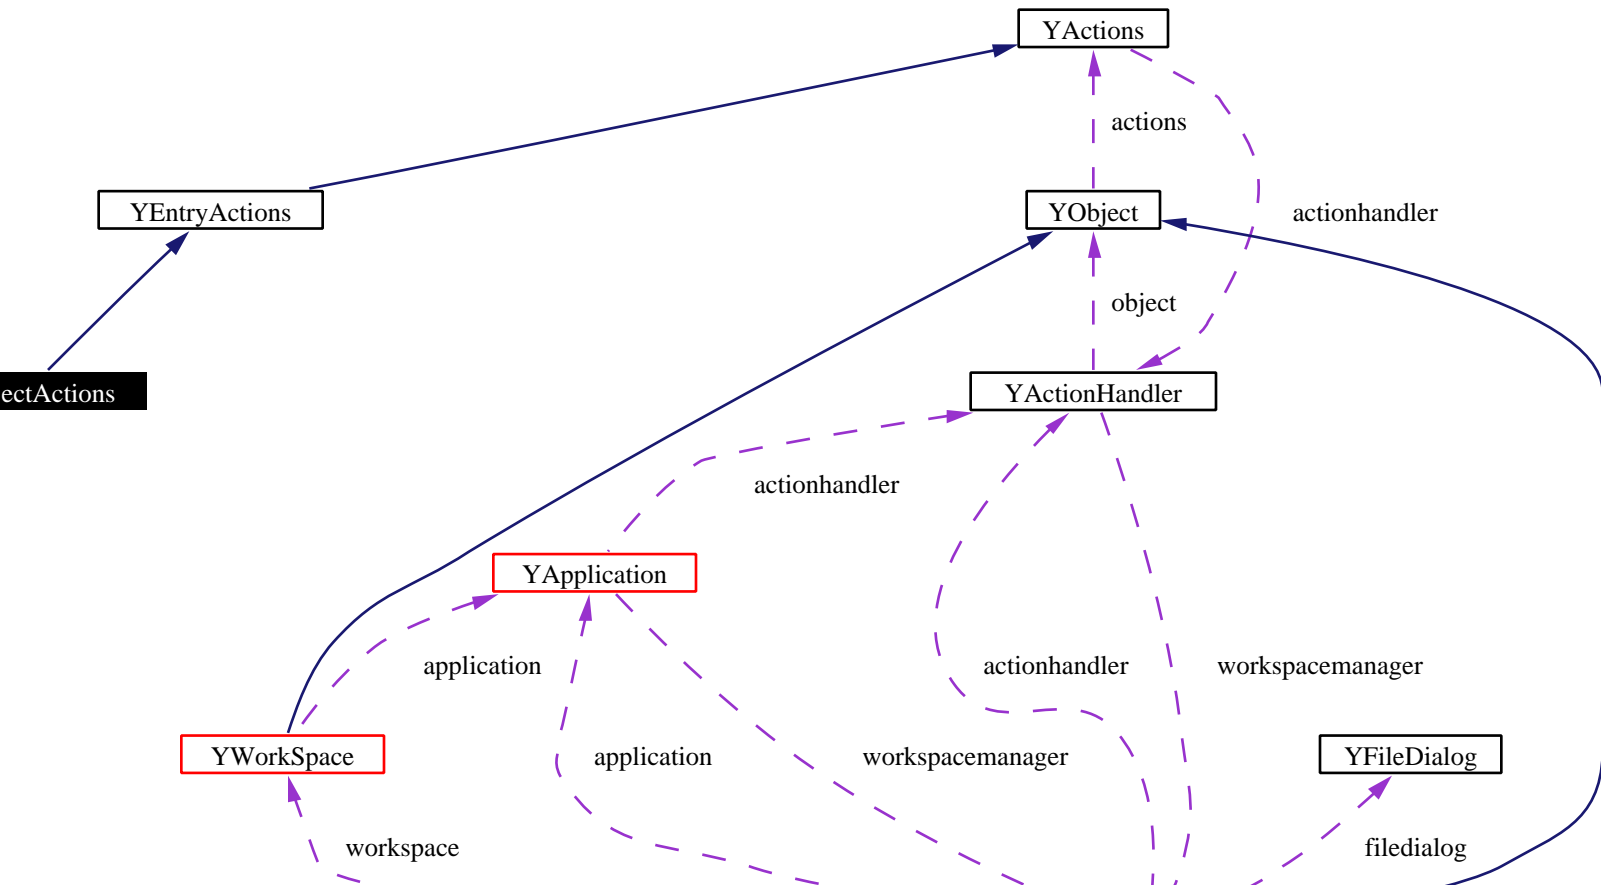 YActions
actions
YEntryActions
YObject
actionhandler
object
ectActions
YActionHandler
actionhandler
YApplication
application
actionhandler
workspacemanager
YWorkSpace
application
workspacemanager
YFileDialog
workspace
filedialog